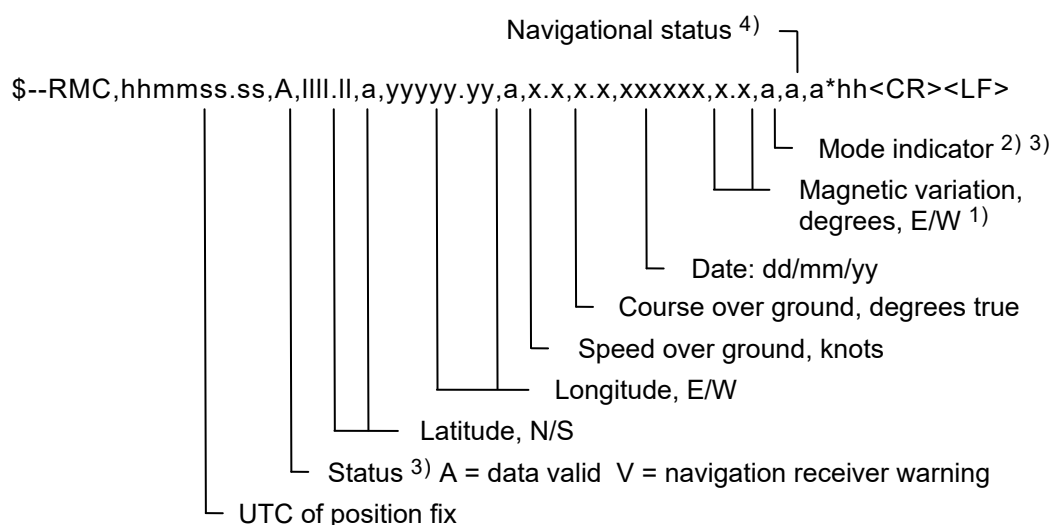 Navigational status 4)
$--RMC,hhmmss.ss,A,llll.ll,a,yyyyy.yy,a,x.x,x.x,xxxxxx,x.x,a,a,a*hh<CR><LF>
Mode indicator 2) 3)
Magnetic variation,
degrees, E/W 1)
Date: dd/mm/yy
Course over ground, degrees true
Speed over ground, knots
Longitude, E/W
Latitude, N/S
Status 3) A = data valid V = navigation receiver warning
UTC of position fix